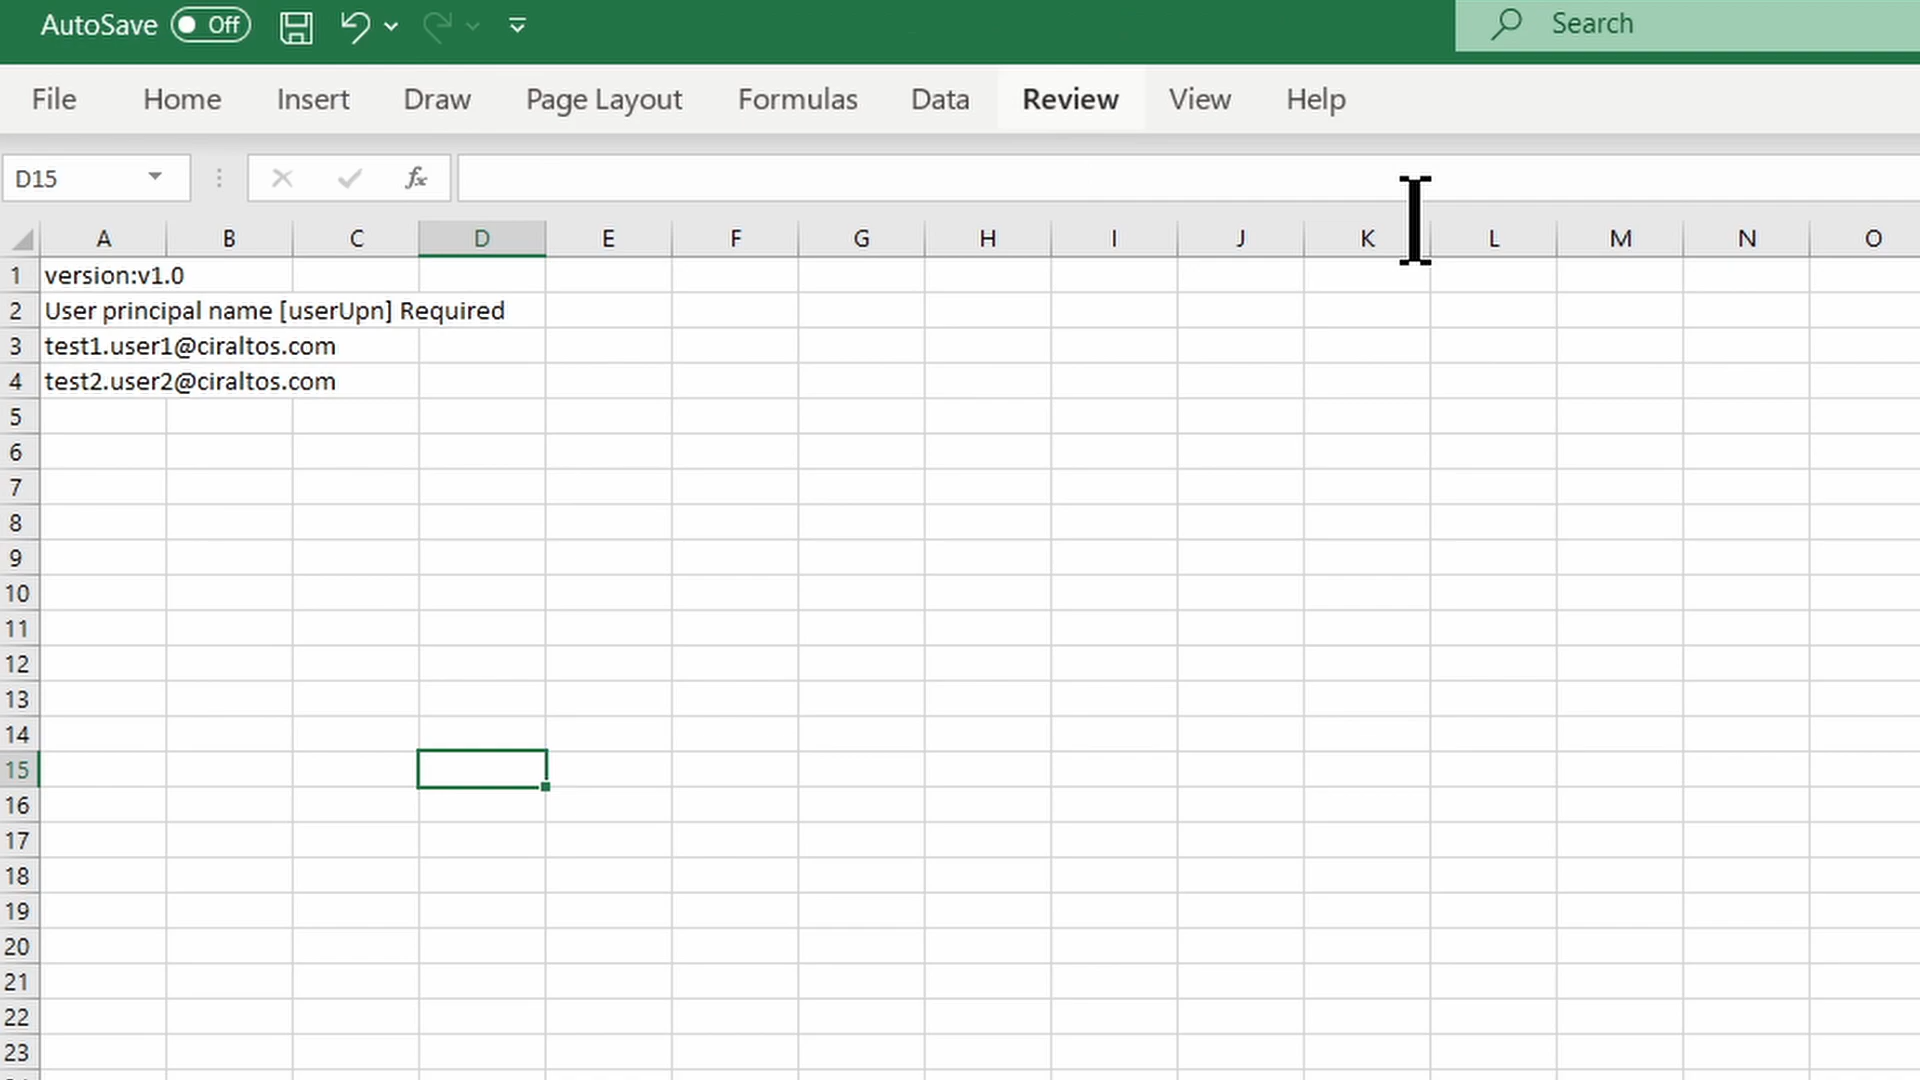 AutoSave Off Search
File Home Insert Draw Page Layout Formulas Data Review View Help
D15 fx
A B C D E F G H I J K L M N O
1 version:v1.0
2 User principal name [userUpn] Required
3 test1.user1@ciraltos.com
4 test2.user2@ciraltos.com
5
6
7
8
9
10
11
12
13
14
15
16
17
18
19
20
21
22
23